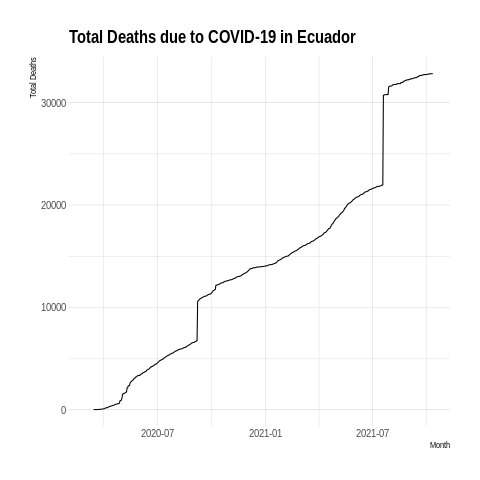 Total Deaths due to COVID-19 in Ecuador
Total Deaths
30000
20000
10000
0
2020-07 2021-01 2021-07
Month